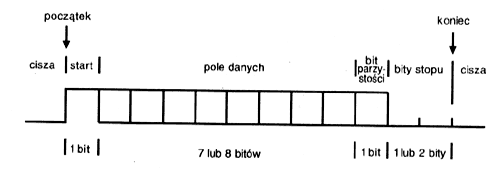 początek
koniec
cisza
start
pole danych
bit
parzy-
stości
bity stopu
cisza
1 bit
7 lub 8 bitów
1 bit
1 lub 2 bity